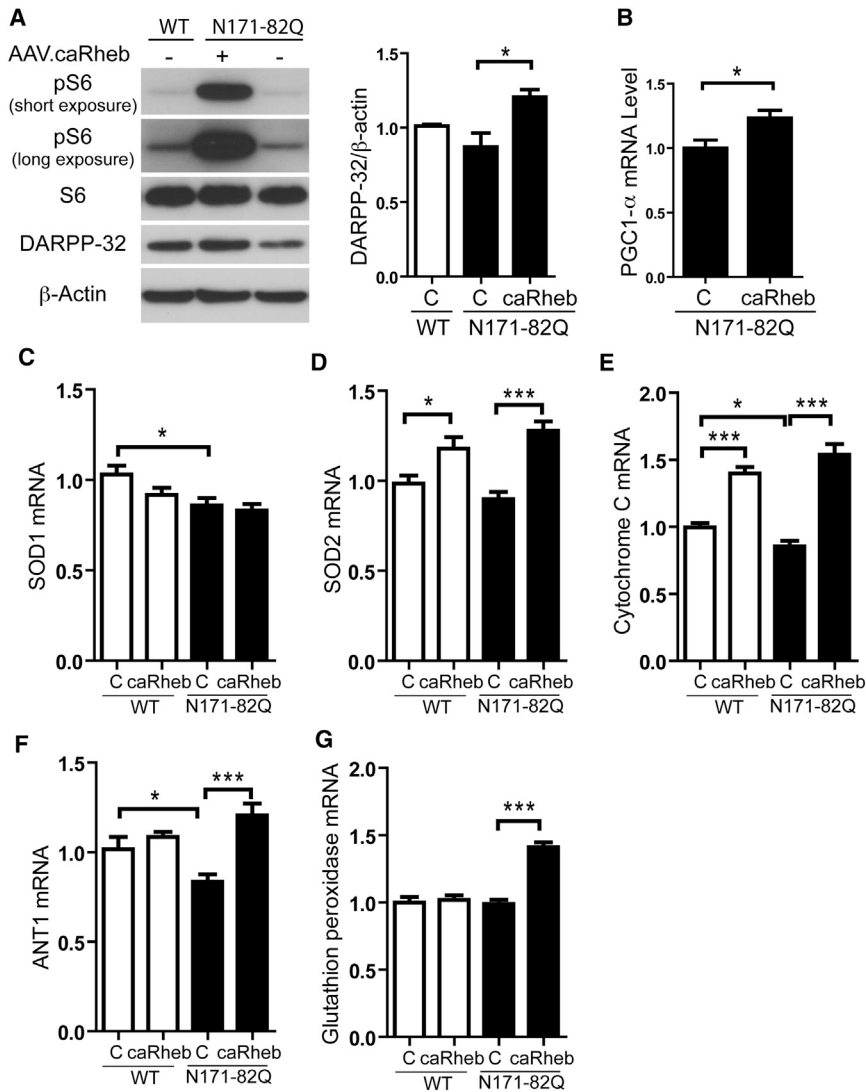 A
WT N171-82Q
AAV.caRheb - + -
pS6
(short exposure)
pS6
(long exposure)
S6
DARPP-32
β-Actin
DARPP-32/β-actin
1.5
1.0
0.5
0.0
*
C C caRheb
WT N171-82Q
B
PGC1-α mRNA Level
1.5
1.0
0.5
0.0
*
C caRheb
N171-82Q
C
SOD1 mRNA
1.5
1.0
0.5
0.0
*
C caRheb C caRheb
WT N171-82Q
D
SOD2 mRNA
1.5
1.0
0.5
0.0
* ***
C caRheb C caRheb
WT N171-82Q
E
Cytochrome C mRNA
2.0
1.5
1.0
0.5
0.0
*
*** ***
C caRheb C caRheb
WT N171-82Q
F
ANT1 mRNA
1.5
1.0
0.5
0.0
* ***
C caRheb C caRheb
WT N171-82Q
G
Glutathion peroxidase mRNA
2.0
1.5
1.0
0.5
0.0
***
C caRheb C caRheb
WT N171-82Q